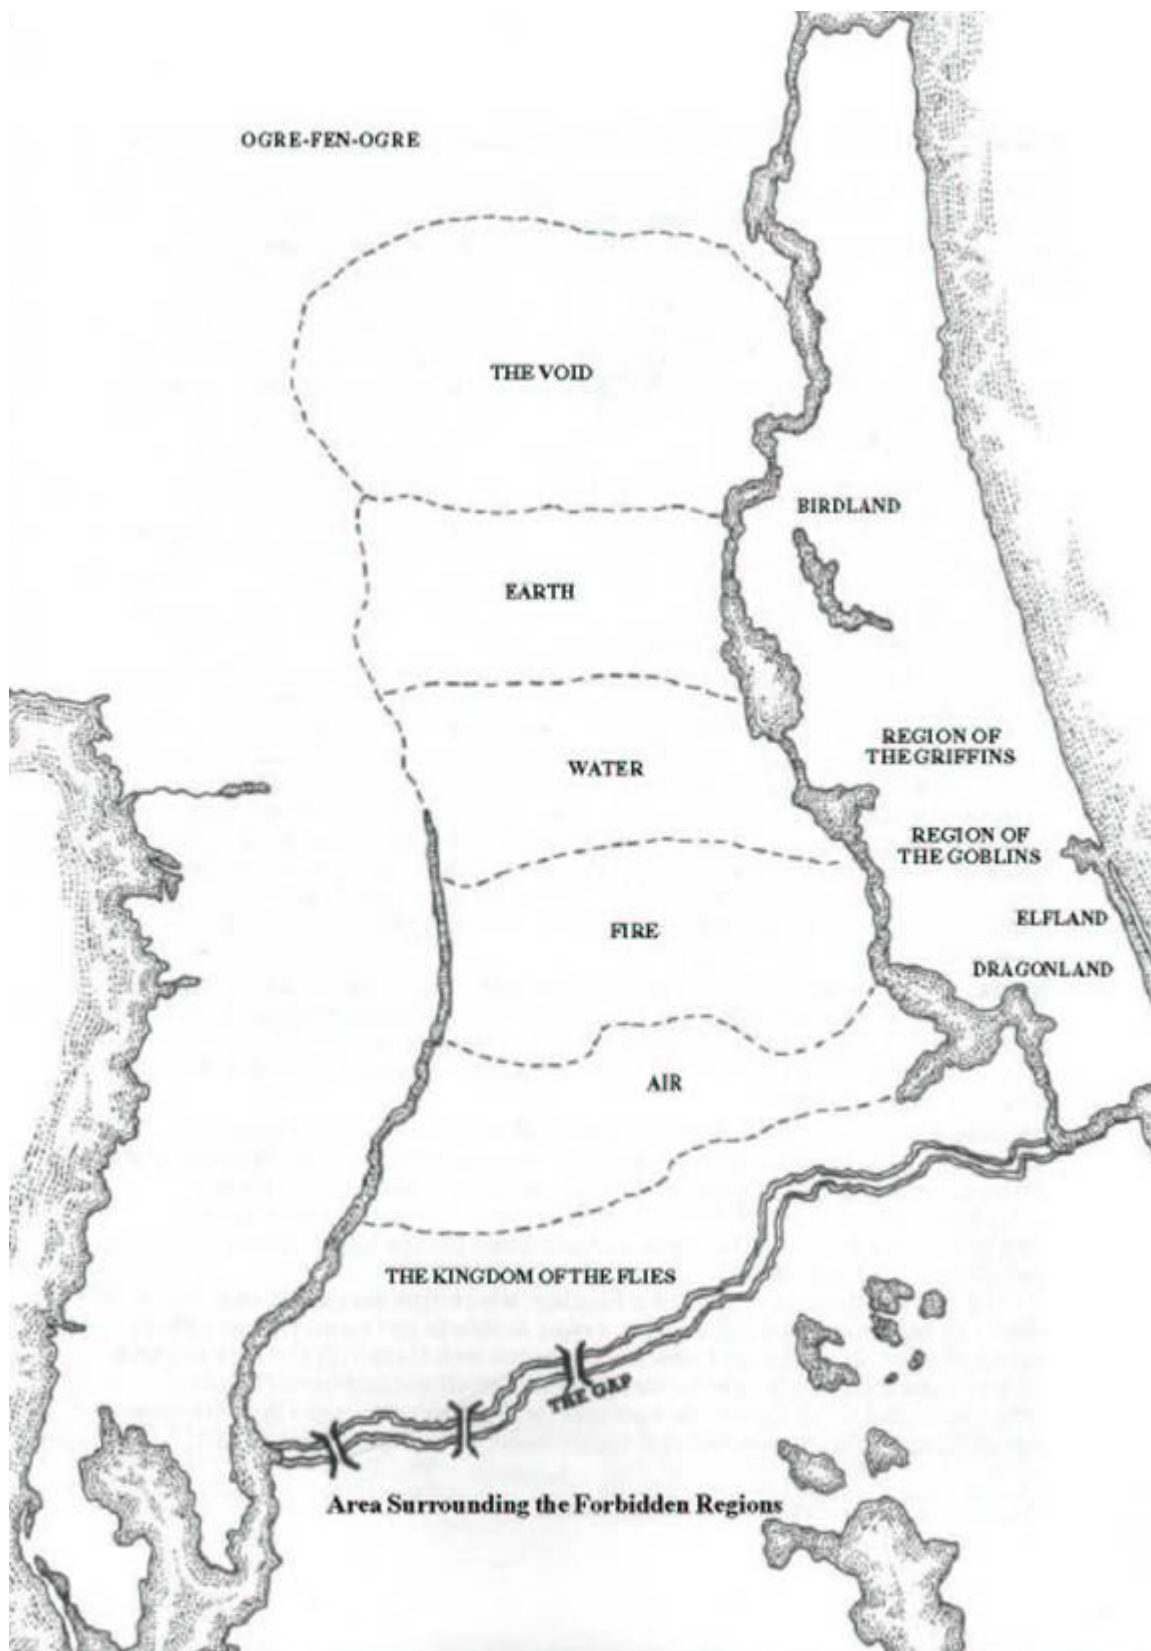 OGRE-FEN-OGRE
THE VOID
BIRDLAND
EARTH
REGION OF
THE GRIFFINS
WATER
REGION OF
THE GOBLINS
ELFLAND
FIRE
DRAGONLAND
AIR
THE KINGDOM OF THE FLIES
THE GAP
Area Surrounding the Forbidden Regions